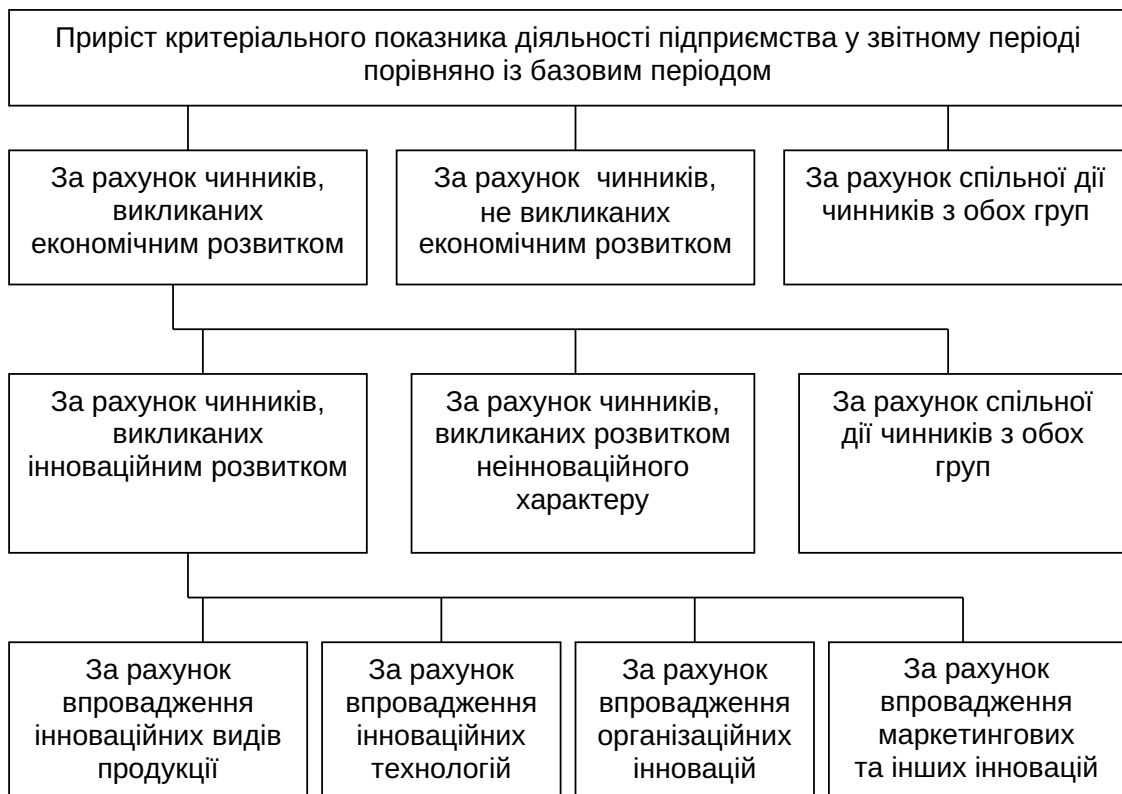 Приріст критеріального показника діяльності підприємства у звітному періоді
порівняно із базовим періодом
За рахунок чинників,
викликаних
економічним розвитком
За рахунок чинників,
не викликаних
економічним розвитком
За рахунок спільної дії
чинників з обох груп
За рахунок чинників,
викликаних
інноваційним розвитком
За рахунок чинників,
викликаних розвитком
неінноваційного
характеру
За рахунок спільної
дії чинників з обох
груп
За рахунок
впровадження
інноваційних видів
продукції
За рахунок
впровадження
інноваційних
технологій
За рахунок
впровадження
організаційних
інновацій
За рахунок
впровадження
маркетингових
та інших інновацій